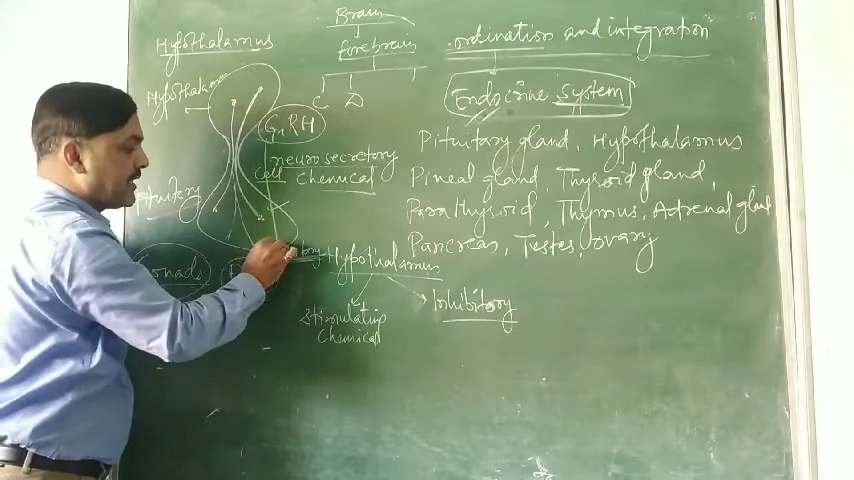 Brain
forebrain
C D
Hypothalamus
Hypothalamus
GnRH
neurosecretory
Cell Chemical
Pituitary
Gonads
.ordination and integration
Endocrine System
Pituitary gland, Hypothalamus
Pineal gland, Thyroid gland,
Parathyroid, Thymus, Adrenal gland
Pancreas, Testes, ovary
Hypothalamus
Stimulating
Chemical
Inhibitory